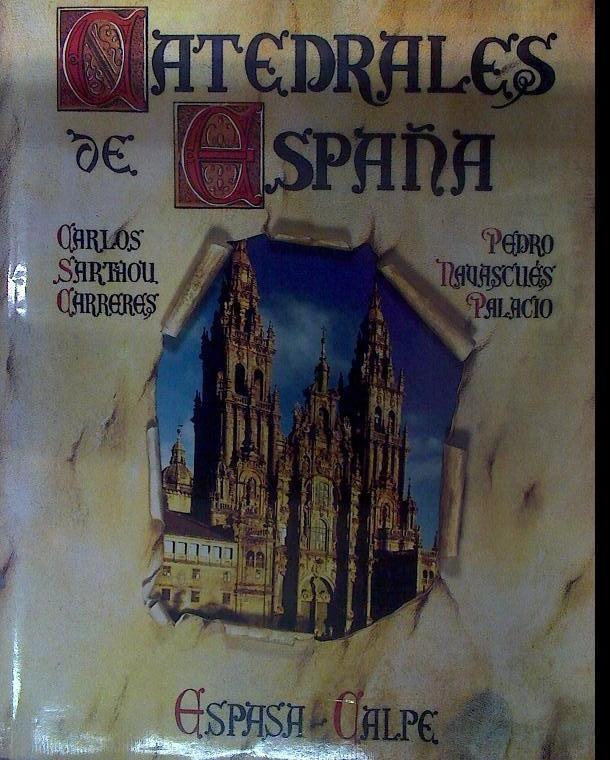 CATEDRALES
DE ESPAÑA
CARLOS
SARTHOU
CARRERES
PEDRO
NAVASCUÉS
PALACIO
ESPASA-CALPE